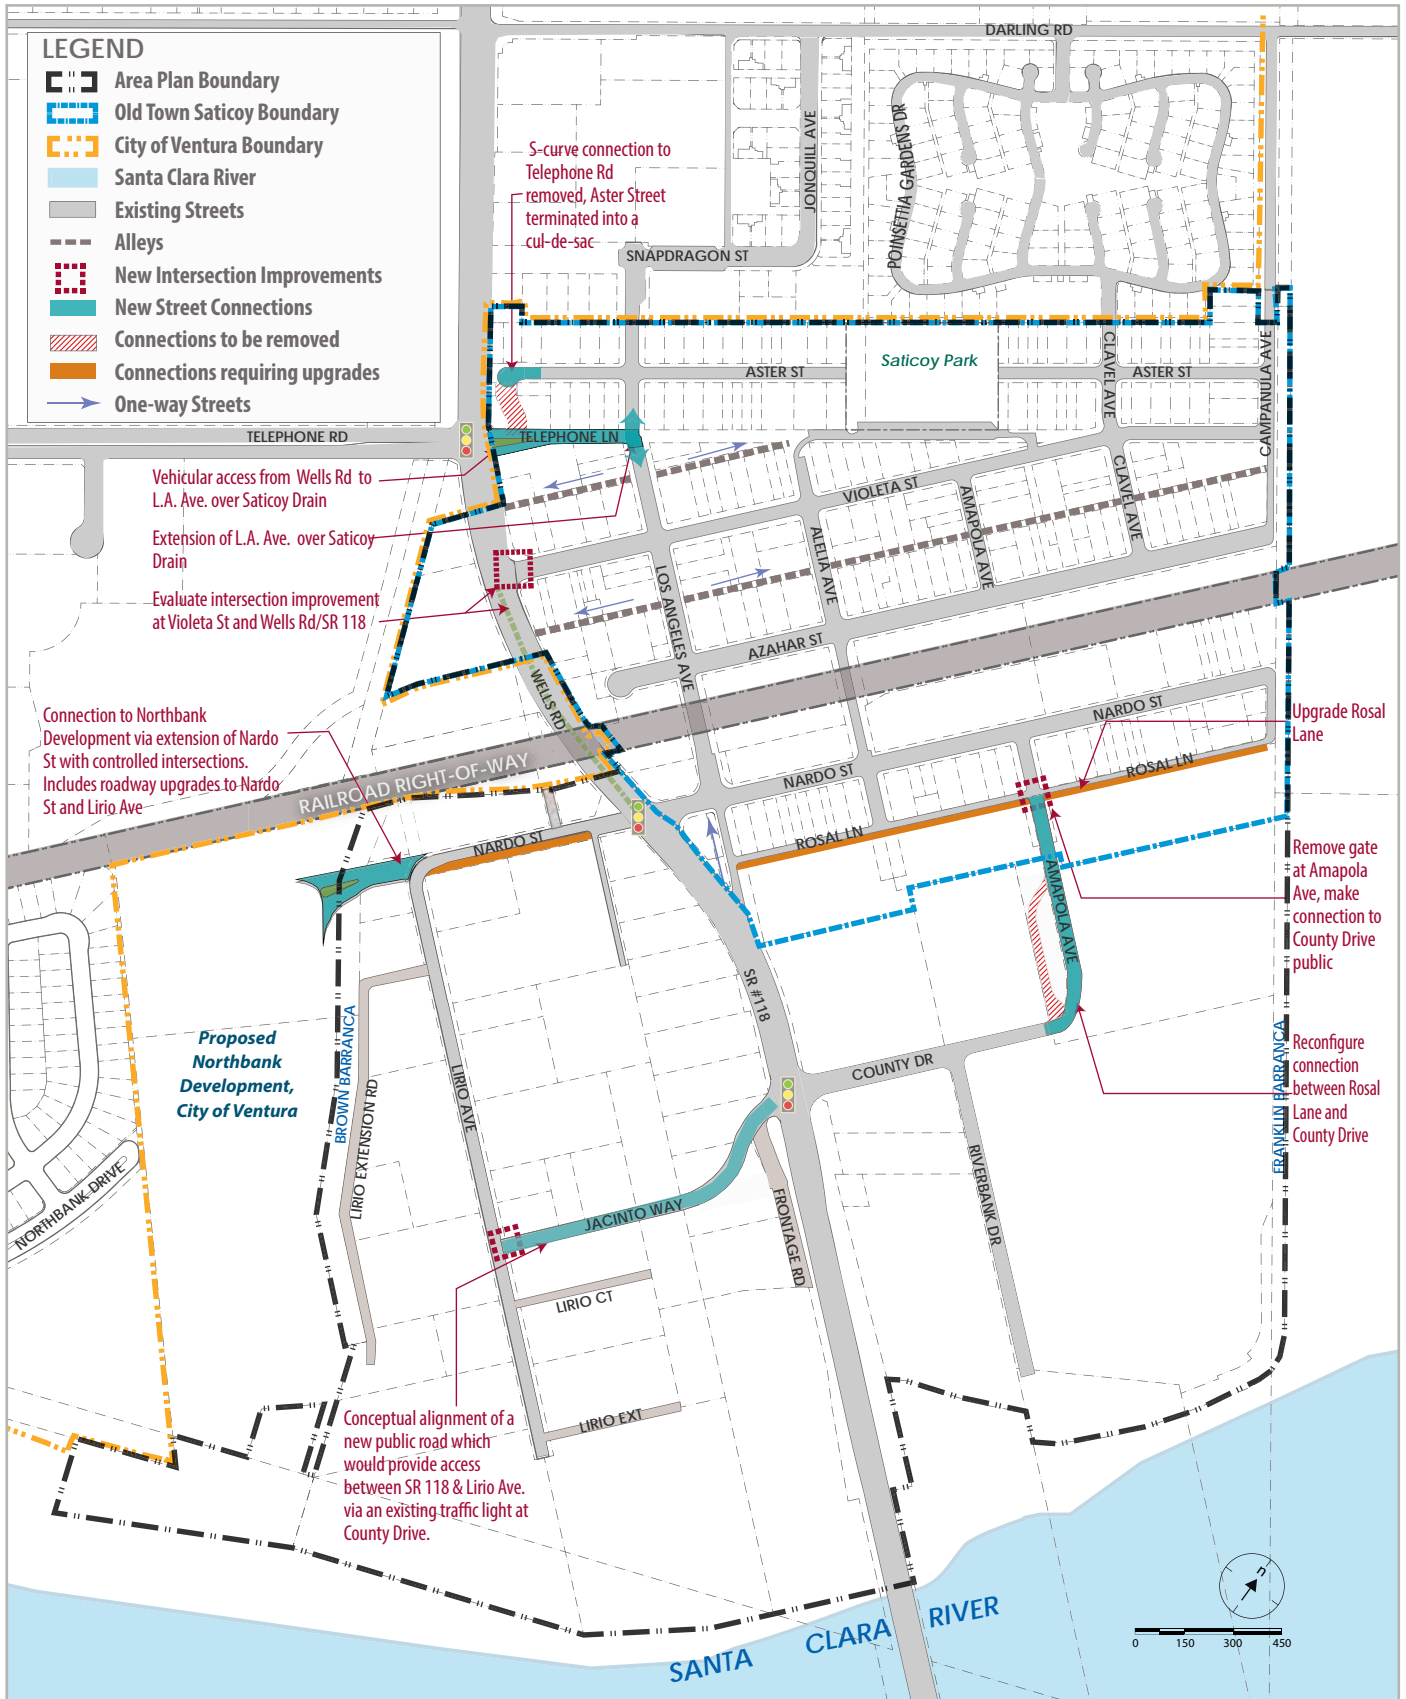 LEGEND
Area Plan Boundary
Old Town Saticoy Boundary
City of Ventura Boundary
Santa Clara River
Existing Streets
Alleys
New Intersection Improvements
New Street Connections
Connections to be removed
Connections requiring upgrades
One-way Streets
DARLING RD
JONQUILL AVE
POINSETTIA GARDENS DR
S-curve connection to
Telephone Rd
removed, Aster Street
terminated into a
cul-de-sac
SNAPDRAGON ST
Saticoy Park
ASTER ST
CLAVEL AVE
ASTER ST
CAMPANULA AVE
TELEPHONE RD
TELEPHONE LN
Vehicular access from Wells Rd to
L.A. Ave. over Saticoy Drain
VIOLETA ST
AMAPOLA AVE
CLAVEL AVE
Extension of L.A. Ave. over Saticoy
Drain
ALELIA AVE
LOS ANGELES AVE
Evaluate intersection improvement
at Violeta St and Wells Rd/SR 118
AZAHAR ST
WELLS RD
Connection to Northbank
Development via extension of Nardo
St with controlled intersections.
Includes roadway upgrades to Nardo
St and Lirio Ave
RAILROAD RIGHT-OF-WAY
NARDO ST
Upgrade Rosal
Lane
NARDO ST
ROSAL LN
NARDO ST
ROSAL LN
Remove gate
at Amapola
Ave, make
connection to
County Drive
public
AMAPOLA AVE
SR #118
Proposed
Northbank
Development,
City of Ventura
BROWN BARRANCA
LIRIO EXTENSION RD
LIRIO AVE
COUNTY DR
FRANKLIN BARRANCA
Reconfigure
connection
between Rosal
Lane and
County Drive
NORTHBANK DRIVE
JACINTO WAY
FRONTAGE RD
RIVERBANK DR
LIRIO CT
LIRIO EXT
Conceptual alignment of a
new public road which
would provide access
between SR 118 & Lirio Ave.
via an existing traffic light at
County Drive.
n
SANTA CLARA RIVER
0 150 300 450